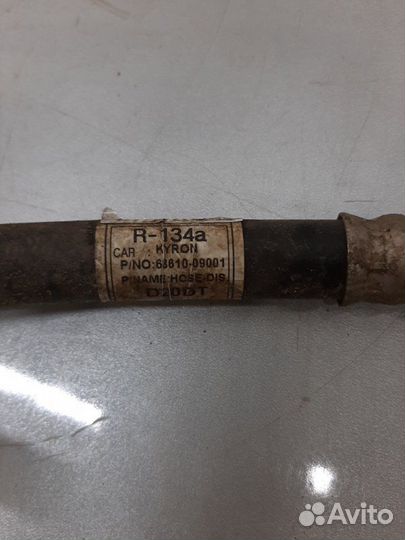 R-134a
CAR : KYRON
P/NO:68610-09001
P/NAME:HOSE-DIS
D20DT
Avito